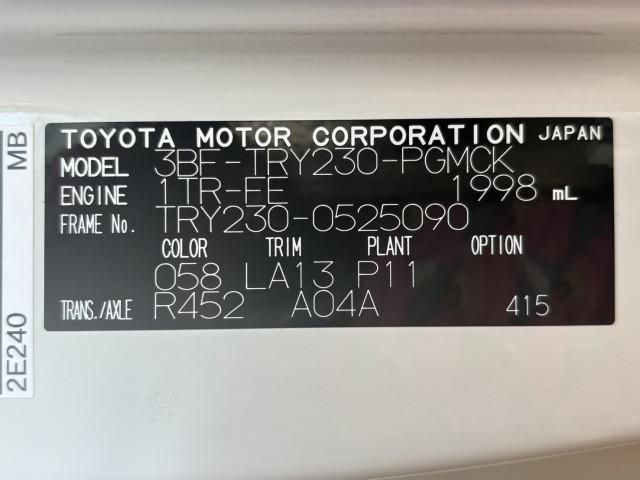 TOYOTA MOTOR CORPORATION JAPAN
MODEL 3BF-TRY230-PGMCK
ENGINE 1TR-FE 1998 mL
FRAME No. TRY230-0525090
COLOR TRIM PLANT OPTION
058 LA13 P11
TRANS./AXLE R452 A04A 415
2E240 MB